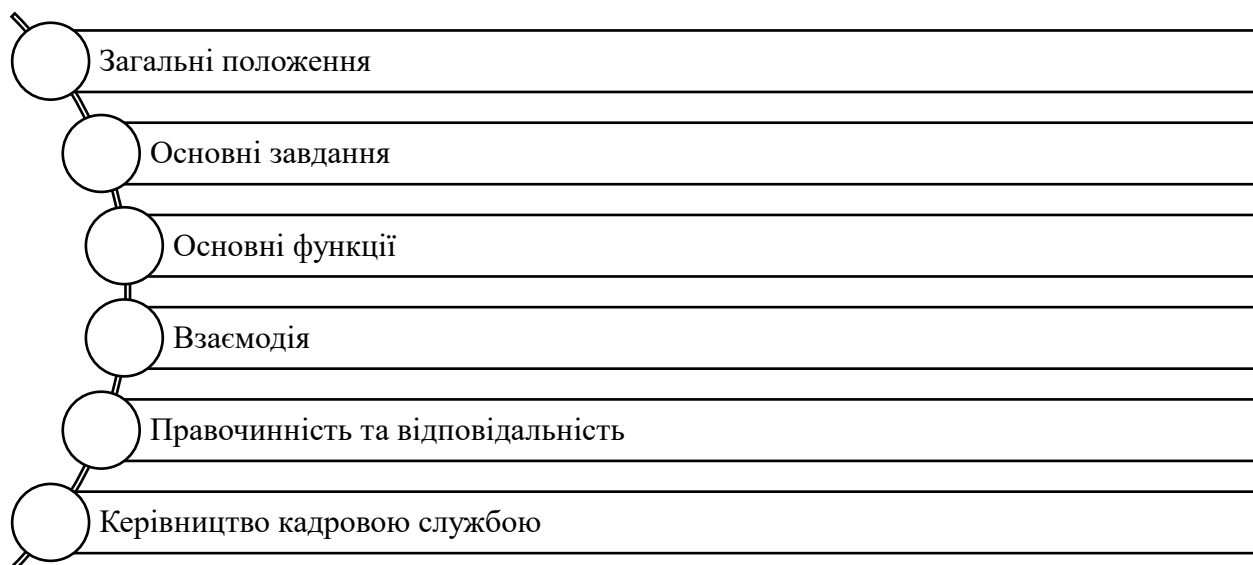 Загальні положення
Основні завдання
Основні функції
Взаємодія
Правочинність та відповідальність
Керівництво кадровою службою